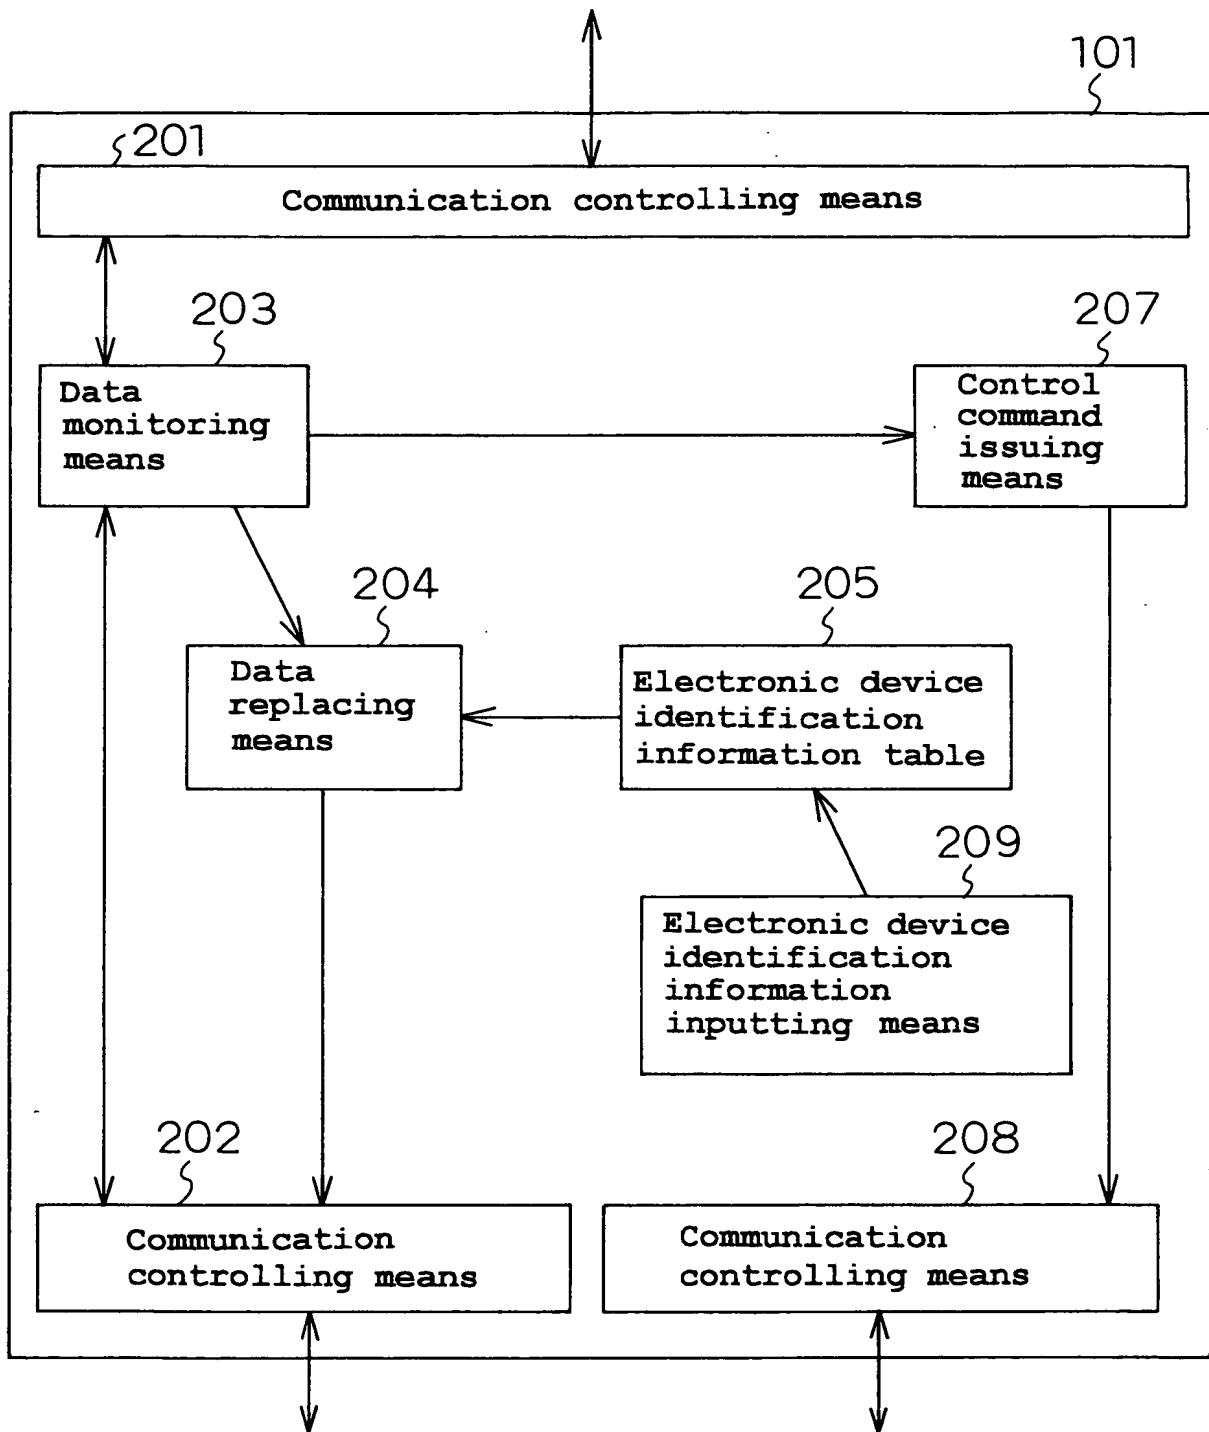 101
201
Communication controlling means
203
207
Data
monitoring
means
Control
command
issuing
means
204
205
Data
replacing
means
Electronic device
identification
information table
209
Electronic device
identification
information
inputting means
202
208
Communication
controlling means
Communication
controlling means